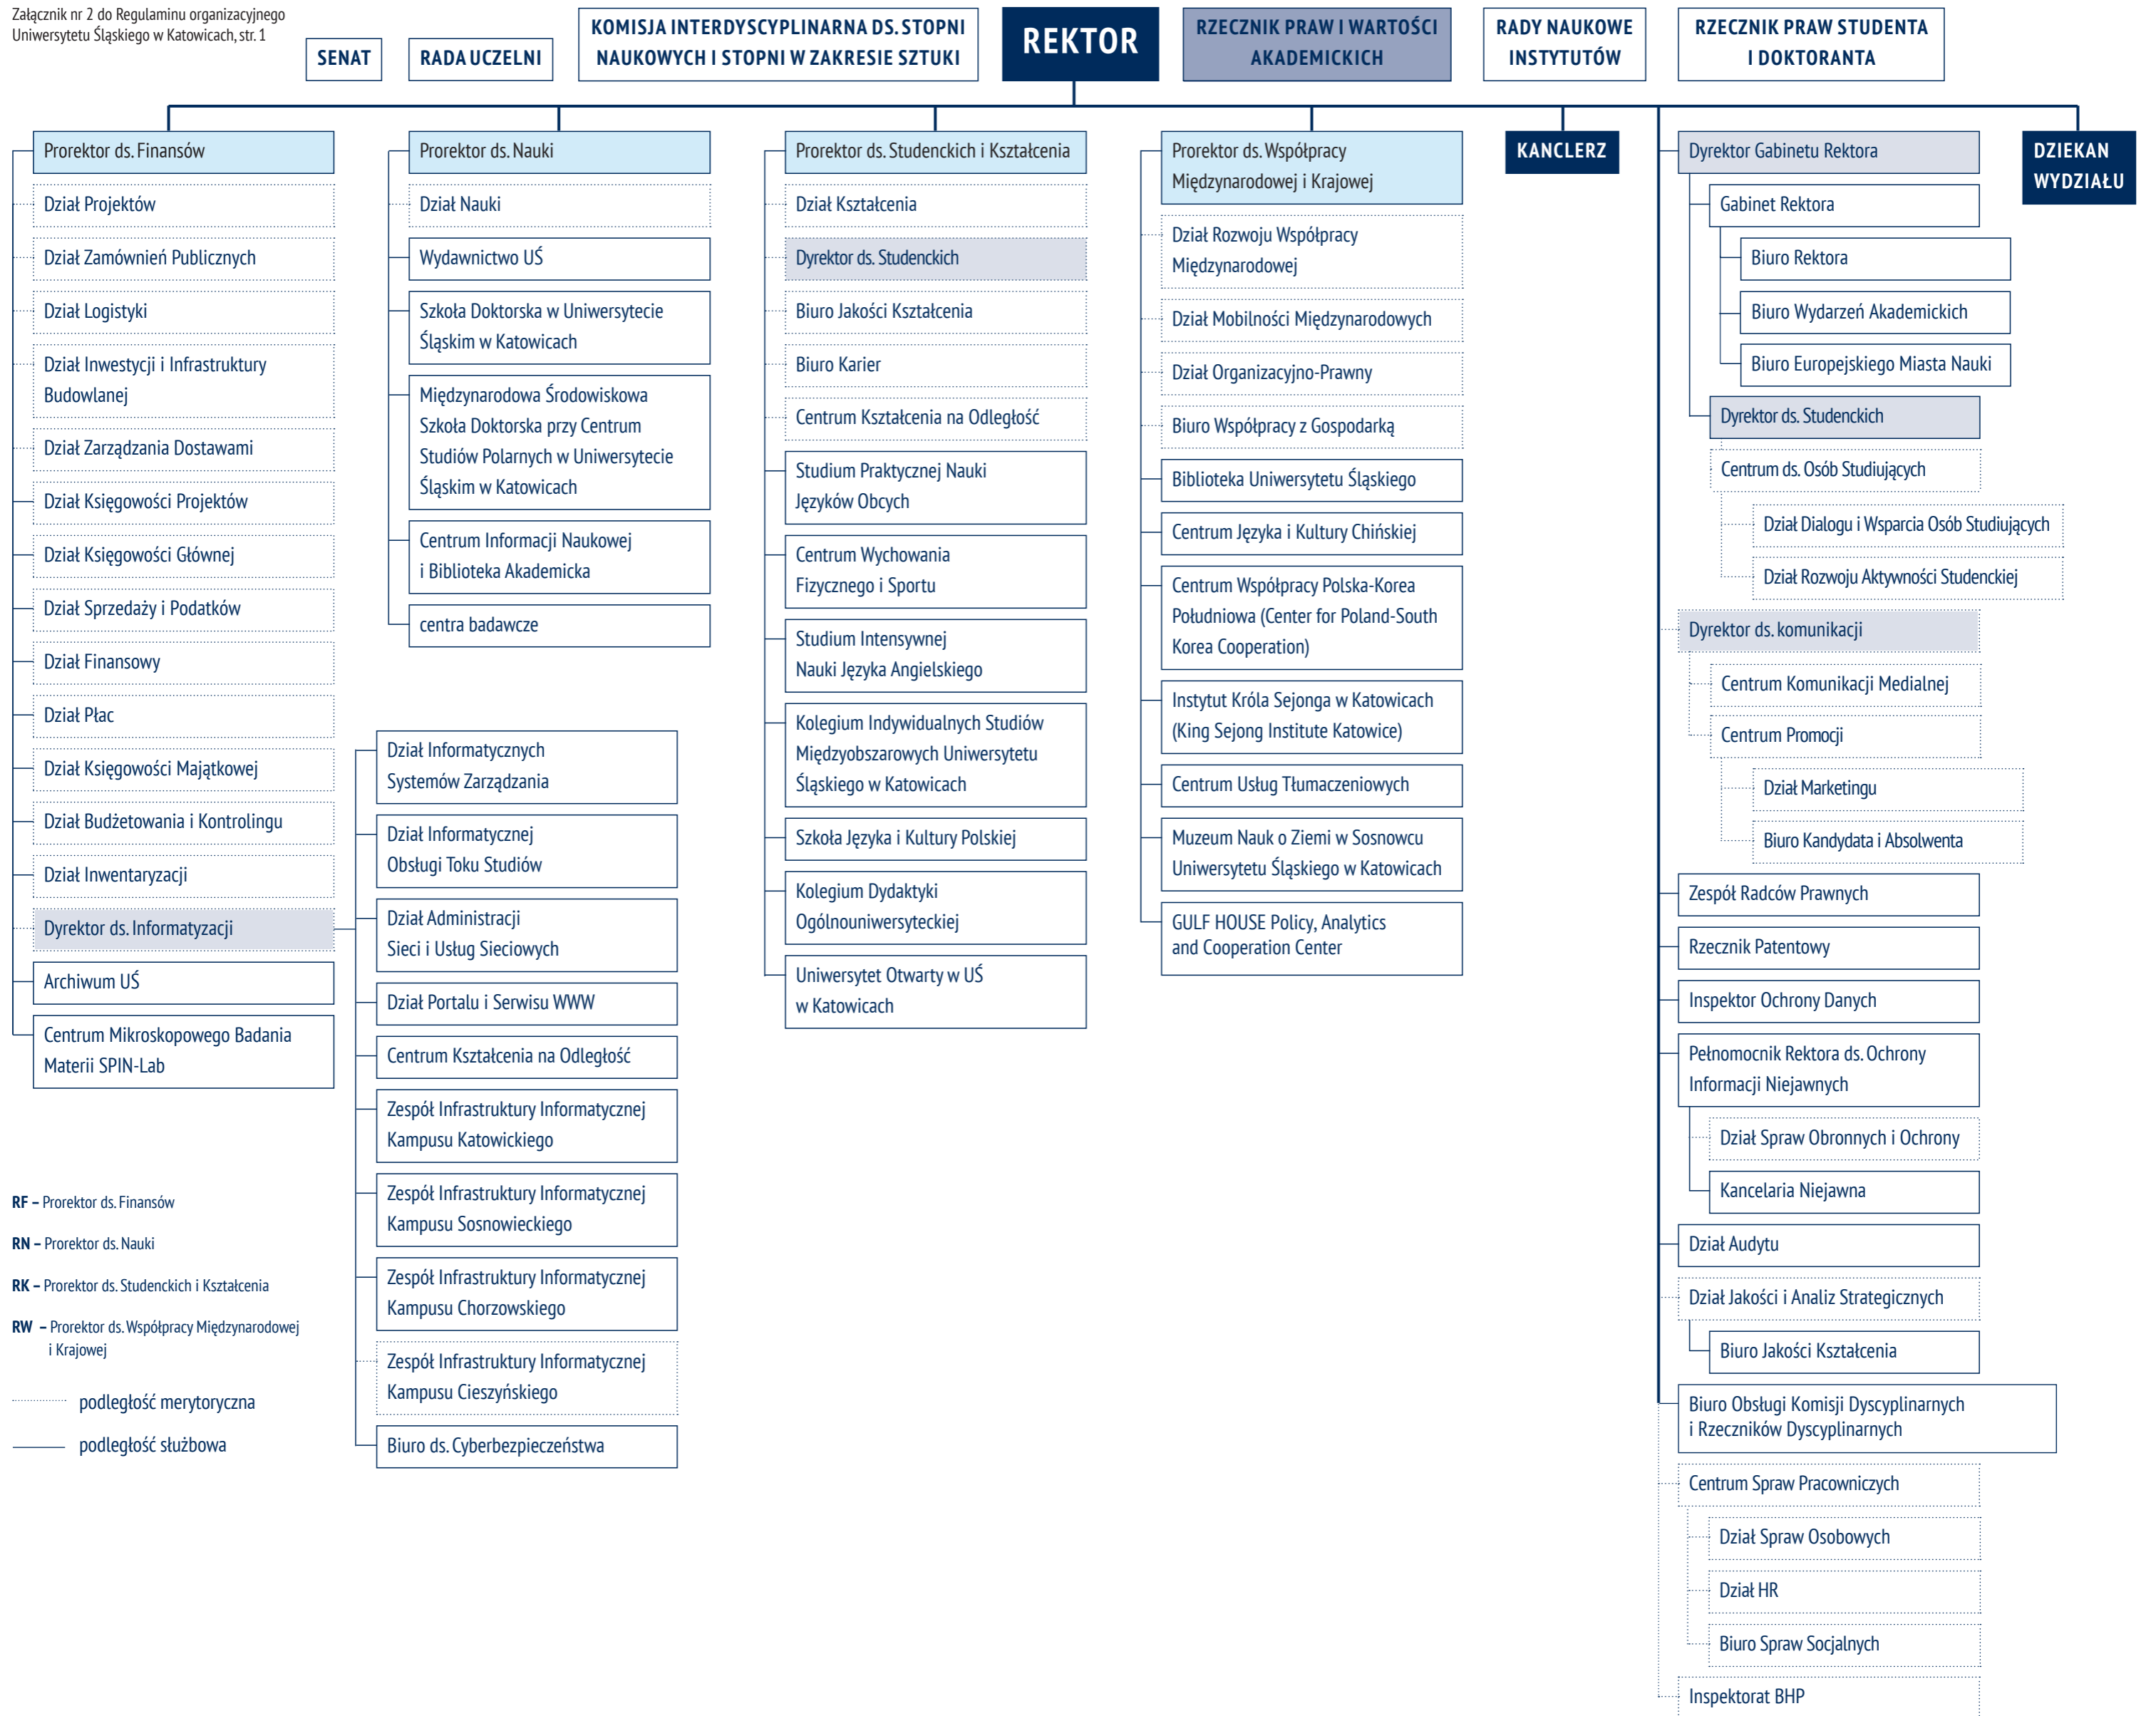 Załącznik nr 2 do Regulaminu organizacyjnego
Uniwersytetu Śląskiego w Katowicach, str. 1
SENAT
RADA UCZELNI
KOMISJA INTERDYSCYPLINARNA DS. STOPNI
NAUKOWYCH I STOPNI W ZAKRESIE SZTUKI
REKTOR
RZECZNIK PRAW I WARTOŚCI
AKADEMICKICH
RADY NAUKOWE
INSTYTUTÓW
RZECZNIK PRAW STUDENTA
I DOKTORANTA
Prorektor ds. Finansów
Dział Projektów
Dział Zamównień Publicznych
Dział Logistyki
Dział Inwestycji i Infrastruktury
Budowlanej
Dział Zarządzania Dostawami
Dział Księgowości Projektów
Dział Księgowości Głównej
Dział Sprzedaży i Podatków
Dział Finansowy
Dział Płac
Dział Księgowości Majątkowej
Dział Budżetowania i Kontrolingu
Dział Inwentaryzacji
Dyrektor ds. Informatyzacji
Archiwum UŚ
Centrum Mikroskopowego Badania
Materii SPIN-Lab
Dział Informatycznych
Systemów Zarządzania
Dział Informatycznej
Obsługi Toku Studiów
Dział Administracji
Sieci i Usług Sieciowych
Dział Portalu i Serwisu WWW
Centrum Kształcenia na Odległość
Zespół Infrastruktury Informatycznej
Kampusu Katowickiego
Zespół Infrastruktury Informatycznej
Kampusu Sosnowieckiego
Zespół Infrastruktury Informatycznej
Kampusu Chorzowskiego
Zespół Infrastruktury Informatycznej
Kampusu Cieszyńskiego
Biuro ds. Cyberbezpieczeństwa
Prorektor ds. Nauki
Dział Nauki
Wydawnictwo UŚ
Szkoła Doktorska w Uniwersytecie
Śląskim w Katowicach
Międzynarodowa Środowiskowa
Szkoła Doktorska przy Centrum
Studiów Polarnych w Uniwersytecie
Śląskim w Katowicach
Centrum Informacji Naukowej
i Biblioteka Akademicka
centra badawcze
Prorektor ds. Studenckich i Kształcenia
Dział Kształcenia
Dyrektor ds. Studenckich
Biuro Jakości Kształcenia
Biuro Karier
Centrum Kształcenia na Odległość
Studium Praktycznej Nauki
Języków Obcych
Centrum Wychowania
Fizycznego i Sportu
Studium Intensywnej
Nauki Języka Angielskiego
Kolegium Indywidualnych Studiów
Międzyobszarowych Uniwersytetu
Śląskiego w Katowicach
Szkoła Języka i Kultury Polskiej
Kolegium Dydaktyki
Ogólnouniwersyteckiej
Uniwersytet Otwarty w UŚ
w Katowicach
Prorektor ds. Współpracy
Międzynarodowej i Krajowej
Dział Rozwoju Współpracy
Międzynarodowej
Dział Mobilności Międzynarodowych
Dział Organizacyjno-Prawny
Biuro Współpracy z Gospodarką
Biblioteka Uniwersytetu Śląskiego
Centrum Języka i Kultury Chińskiej
Centrum Współpracy Polska-Korea
Południowa (Center for Poland-South
Korea Cooperation)
Instytut Króla Sejonga w Katowicach
(King Sejong Institute Katowice)
Centrum Usług Tłumaczeniowych
Muzeum Nauk o Ziemi w Sosnowcu
Uniwersytetu Śląskiego w Katowicach
GULF HOUSE Policy, Analytics
and Cooperation Center
KANCLERZ
Dyrektor Gabinetu Rektora
Gabinet Rektora
Biuro Rektora
Biuro Wydarzeń Akademickich
Biuro Europejskiego Miasta Nauki
Dyrektor ds. Studenckich
Centrum ds. Osób Studiujących
Dział Dialogu i Wsparcia Osób Studiujących
Dział Rozwoju Aktywności Studenckiej
Dyrektor ds. komunikacji
Centrum Komunikacji Medialnej
Centrum Promocji
Dział Marketingu
Biuro Kandydata i Absolwenta
Zespół Radców Prawnych
Rzecznik Patentowy
Inspektor Ochrony Danych
Pełnomocnik Rektora ds. Ochrony
Informacji Niejawnych
Dział Spraw Obronnych i Ochrony
Kancelaria Niejawna
Dział Audytu
Dział Jakości i Analiz Strategicznych
Biuro Jakości Kształcenia
Biuro Obsługi Komisji Dyscyplinarnych
i Rzeczników Dyscyplinarnych
Centrum Spraw Pracowniczych
Dział Spraw Osobowych
Dział HR
Biuro Spraw Socjalnych
Inspektorat BHP
DZIEKAN
WYDZIAŁU
RF – Prorektor ds. Finansów
RN – Prorektor ds. Nauki
RK – Prorektor ds. Studenckich i Kształcenia
RW – Prorektor ds. Współpracy Międzynarodowej
i Krajowej
podległość merytoryczna
podległość służbowa